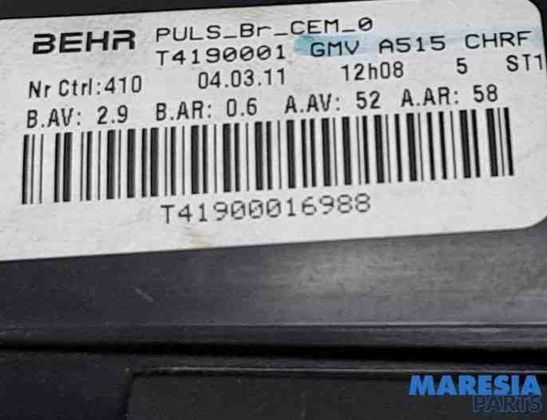 BEHR PULS_Br_CEM_0
T4190001 GMV A515 CHRF
Nr Ctrl:410 04.03.11 12h08 5 ST1
B.AV: 2.9 B.AR: 0.6 A.AV: 52 A.AR: 58
T41900016988
MARESIA
PARTS